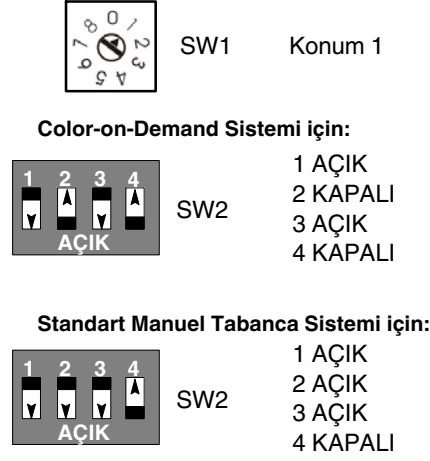 0 1 2 3 4 5 6 7 8
SW1
Konum 1
Color-on-Demand Sistemi için:
1 2 3 4
AÇIK
SW2
1 AÇIK
2 KAPALI
3 AÇIK
4 KAPALI
Standart Manuel Tabanca Sistemi için:
1 2 3 4
AÇIK
SW2
1 AÇIK
2 AÇIK
3 AÇIK
4 KAPALI